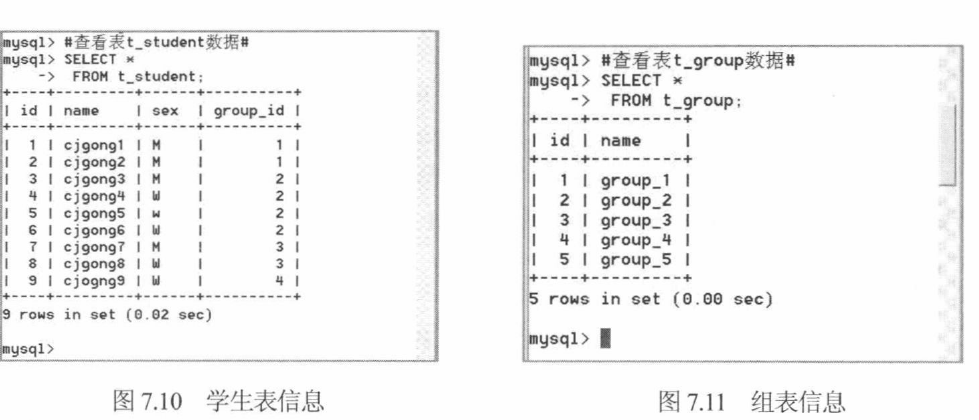 mysql> #查看表t_student数据#
mysql> SELECT *
    ->  FROM t_student;
+----+---------+------+----------+
| id | name    | sex  | group_id |
+----+---------+------+----------+
|  1 | cjgong1 | M    |        1 |
|  2 | cjgong2 | M    |        1 |
|  3 | cjgong3 | M    |        2 |
|  4 | cjgong4 | W    |        2 |
|  5 | cjgong5 | w    |        2 |
|  6 | cjgong6 | W    |        2 |
|  7 | cjgong7 | M    |        3 |
|  8 | cjgong8 | W    |        3 |
|  9 | cjogng9 | W    |        4 |
+----+---------+------+----------+
9 rows in set (0.02 sec)
mysql>
图 7.10 学生表信息
mysql> #查看表t_group数据#
mysql> SELECT *
    ->  FROM t_group;
+----+---------+
| id | name    |
+----+---------+
|  1 | group_1 |
|  2 | group_2 |
|  3 | group_3 |
|  4 | group_4 |
|  5 | group_5 |
+----+---------+
5 rows in set (0.00 sec)
mysql>
图 7.11 组表信息